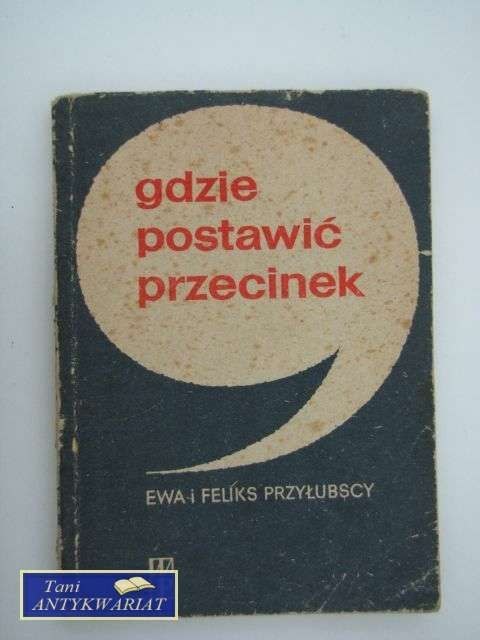 gdzie
postawić
przecinek
EWA i FELIKS PRZYŁUBSCY
Tani
ANTYKWARIAT